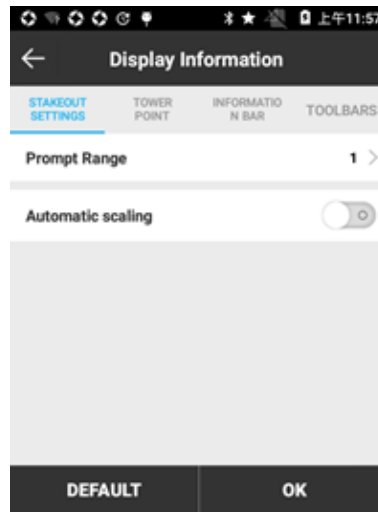 上午11:57
Display Information
STAKEOUT SETTINGS
TOWER POINT
INFORMATIO
N BAR
TOOLBARS
Prompt Range
1
Automatic scaling
DEFAULT
OK